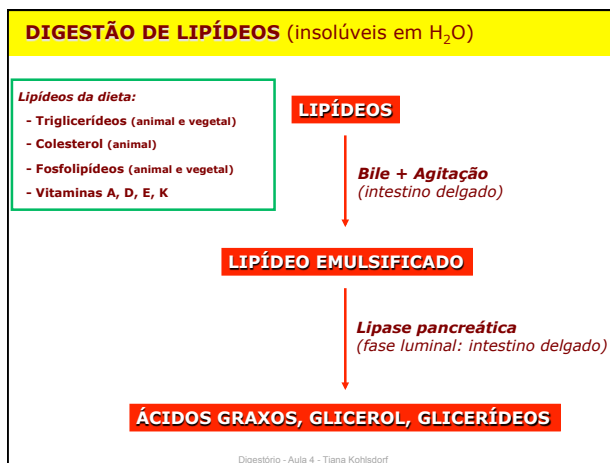 DIGESTÃO DE LIPÍDEOS (insolúveis em H₂O)
Lipídeos da dieta:
- Triglicerídeos (animal e vegetal)
- Colesterol (animal)
- Fosfolipídeos (animal e vegetal)
- Vitaminas A, D, E, K
LIPÍDEOS
Bile + Agitação
(intestino delgado)
LIPÍDEO EMULSIFICADO
Lipase pancreática
(fase luminal: intestino delgado)
ÁCIDOS GRAXOS, GLICEROL, GLICERÍDEOS
Digestório - Aula 4 - Tiana Kohlsdorf